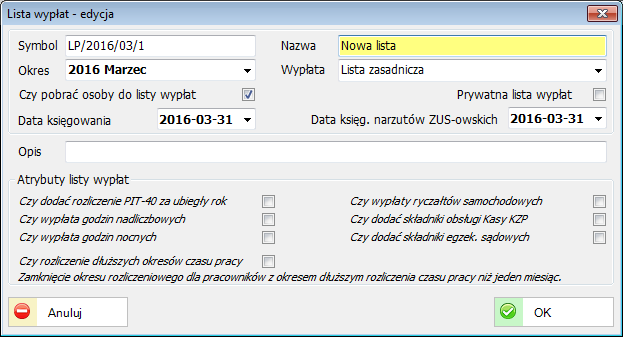 Lista wypłat - edycja
Symbol LP/2016/03/1 Nazwa Nowa lista
Okres 2016 Marzec Wypłata Lista zasadnicza
Czy pobrać osoby do listy wypłat Prywatna lista wypłat
Data księgowania 2016-03-31 Data księg. narzutów ZUS-owskich 2016-03-31
Opis
Atrybuty listy wypłat
Czy dodać rozliczenie PIT-40 za ubiegły rok Czy wypłaty ryczałtów samochodowych
Czy wypłata godzin nadliczbowych Czy dodać składniki obsługi Kasy KZP
Czy wypłata godzin nocnych Czy dodać składniki egzek. sądowych
Czy rozliczenie dłuższych okresów czasu pracy
Zamknięcie okresu rozliczeniowego dla pracowników z okresem dłuższym rozliczenia czasu pracy niż jeden miesiąc.
Anuluj OK